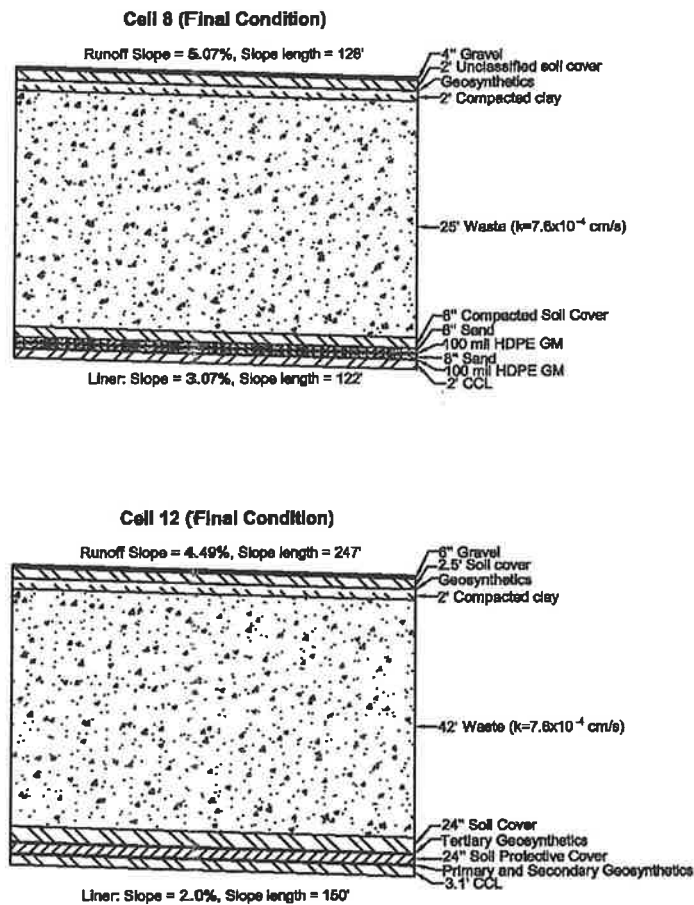 Cell 8 (Final Condition)
Runoff Slope = 5.07%, Slope length = 128'
4" Gravel
2' Unclassified soil cover
Geosynthetics
2' Compacted clay
25' Waste (k=7.6x10⁻⁴ cm/s)
6" Compacted Soil Cover
6" Sand
100 mil HDPE GM
8" Sand
100 mil HDPE GM
2' CCL
Liner: Slope = 3.07%, Slope length = 122'
Cell 12 (Final Condition)
Runoff Slope = 4.49%, Slope length = 247'
6" Gravel
2.5' Soil cover
Geosynthetics
2' Compacted clay
42' Waste (k=7.6x10⁻⁴ cm/s)
24" Soil Cover
Tertiary Geosynthetics
24" Soil Protective Cover
Primary and Secondary Geosynthetics
3.1' CCL
Liner: Slope = 2.0%, Slope length = 150'